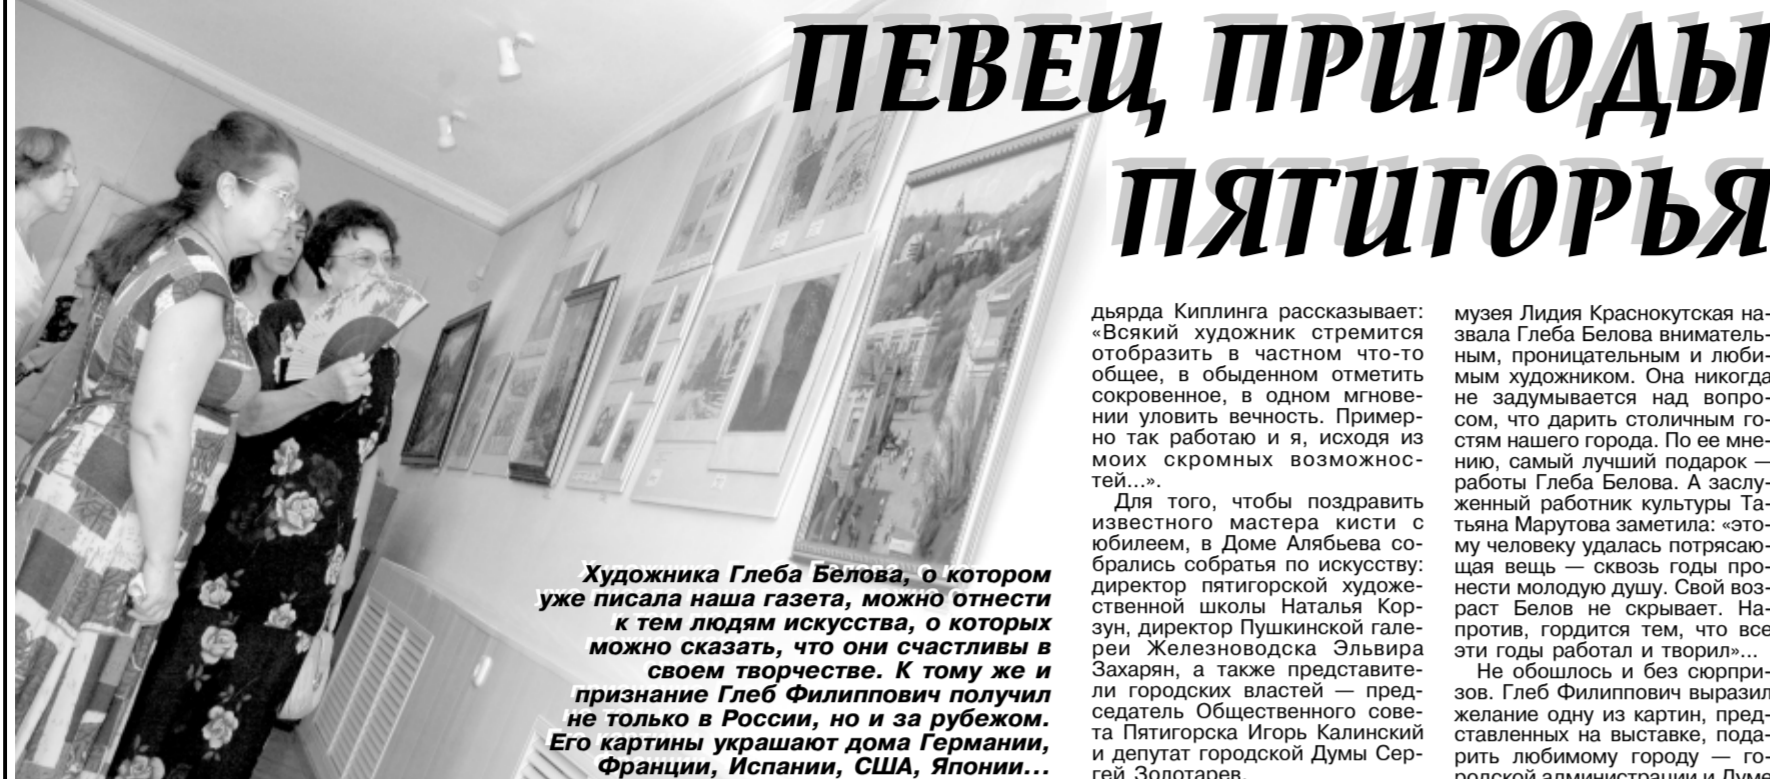 ПЕВЕЦ ПРИРОДЫ
ПЯТИГОРЬЯ
Художника Глеба Белова, о котором
уже писала наша газета, можно отнести
к тем людям искусства, о которых
можно сказать, что они счастливы в
своем творчестве. К тому же и
признание Глеб Филиппович получил
не только в России, но и за рубежом.
Его картины украшают дома Германии,
Франции, Испании, США, Японии...
дьярда Киплинга рассказывает:
«Всякий художник стремится
отобразить в частном что-то
общее, в обыденном отметить
сокровенное, в одном мгнове-
нии уловить вечность. Пример-
но так работаю и я, исходя из
моих скромных возможнос-
тей...».
Для того, чтобы поздравить
известного мастера кисти с
юбилеем, в Доме Алябьева со-
брались собратья по искусству:
директор пятигорской художе-
ственной школы Наталья Кор-
зун, директор Пушкинской гале-
реи Железноводска Эльвира
Захарян, а также представите-
ли городских властей — пред-
седатель Общественного сове-
та Пятигорска Игорь Калинский
и депутат городской Думы Сер-
гей Золотарев.
музея Лидия Краснокутская на-
звала Глеба Белова вниматель-
ным, проницательным и люби-
мым художником. Она никогда
не задумывается над вопро-
сом, что дарить столичным го-
стям нашего города. По ее мне-
нию, самый лучший подарок —
работы Глеба Белова. А заслу-
женный работник культуры Та-
тьяна Марутова заметила: «это-
му человеку удалась потрясаю-
щая вещь — сквозь годы про-
нести молодую душу. Свой воз-
раст Белов не скрывает. На-
против, гордится тем, что все
эти годы работал и творил»...
Не обошлось и без сюрпри-
зов. Глеб Филиппович выразил
желание одну из картин, пред-
ставленных на выставке, пода-
рить любимому городу — го-
родской администрации и Думе